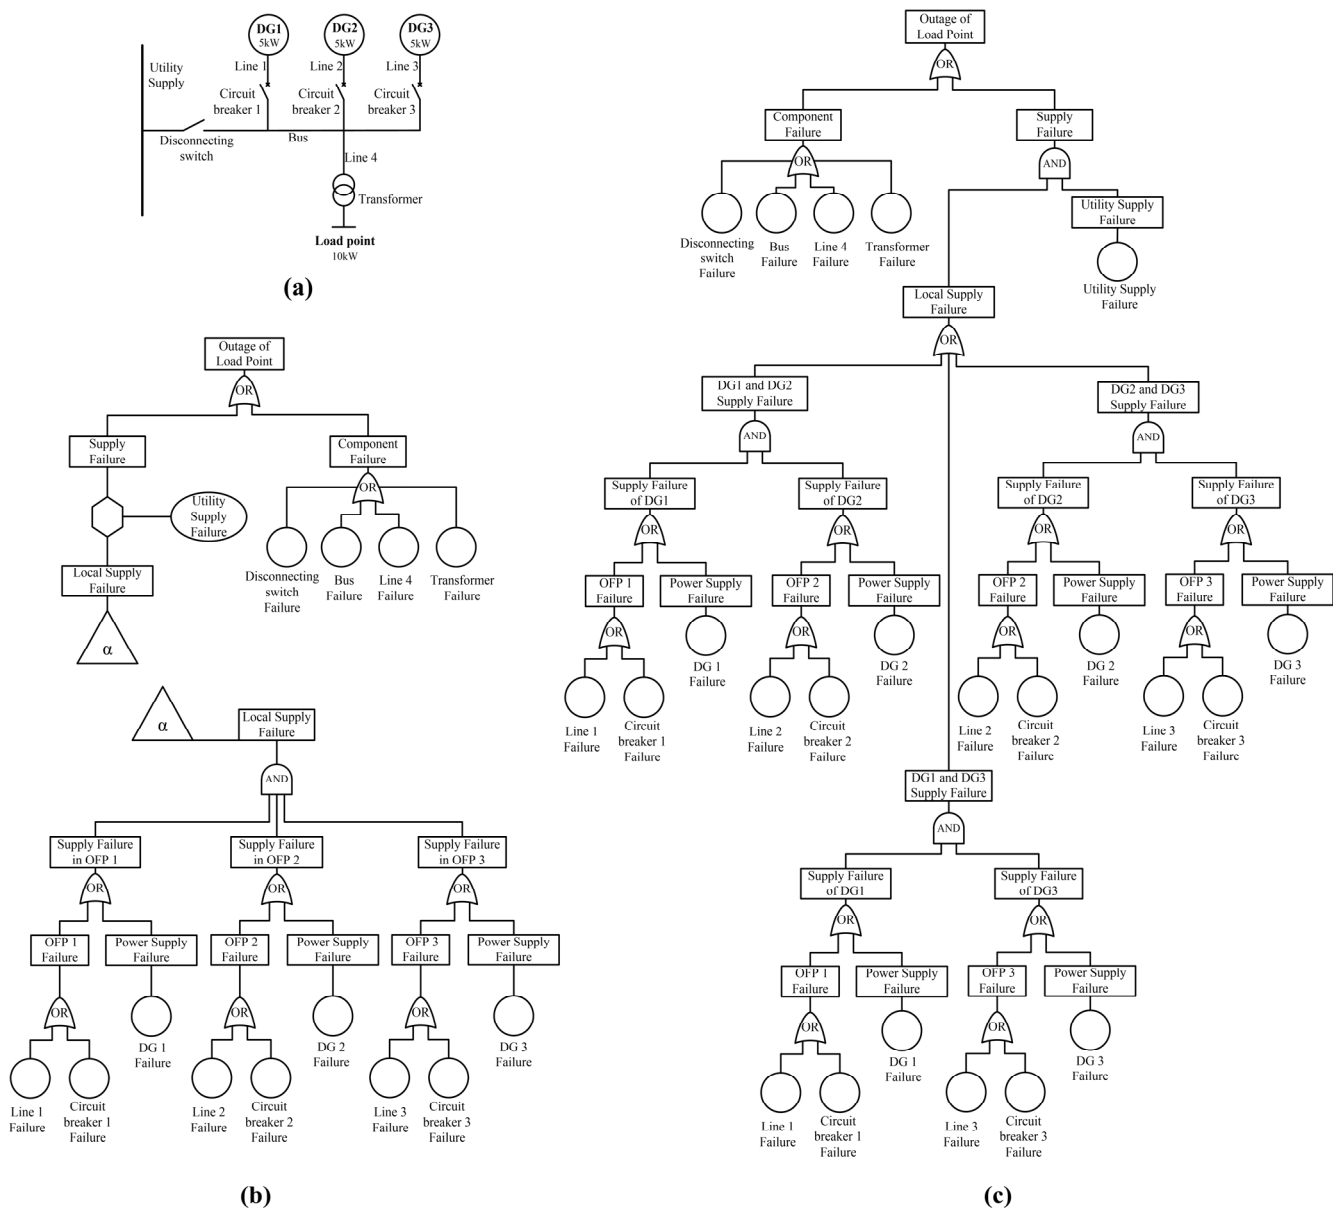 DG1
5kW
DG2
5kW
DG3
5kW
Utility
Supply
Line 1
Line 2
Line 3
Circuit
breaker 1
Circuit
breaker 2
Circuit
breaker 3
Disconnecting
switch
Bus
Line 4
Transformer
Load point
10kW
(a)
Outage of
Load Point
OR
Supply
Failure
Component
Failure
OR
Utility
Supply
Failure
Local Supply
Failure
α
Disconnecting
switch
Failure
Bus
Failure
Line 4
Failure
Transformer
Failure
α
Local Supply
Failure
AND
Supply Failure
in OFP 1
Supply Failure
in OFP 2
Supply Failure
in OFP 3
OR
OR
OR
OFP 1
Failure
Power Supply
Failure
OFP 2
Failure
Power Supply
Failure
OFP 3
Failure
Power Supply
Failure
OR
OR
OR
DG 1
Failure
DG 2
Failure
DG 3
Failure
Line 1
Failure
Circuit
breaker 1
Failure
Line 2
Failure
Circuit
breaker 2
Failure
Line 3
Failure
Circuit
breaker 3
Failure
(b)
Outage of
Load Point
OR
Component
Failure
Supply
Failure
OR
AND
Disconnecting
switch
Failure
Bus
Failure
Line 4
Failure
Transformer
Failure
Utility Supply
Failure
Utility Supply
Failure
Local Supply
Failure
OR
DG1 and DG2
Supply Failure
DG2 and DG3
Supply Failure
AND
AND
Supply Failure
of DG1
Supply Failure
of DG2
Supply Failure
of DG2
Supply Failure
of DG3
OR
OR
OR
OR
OFP 1
Failure
Power Supply
Failure
OFP 2
Failure
Power Supply
Failure
OFP 2
Failure
Power Supply
Failure
OFP 3
Failure
Power Supply
Failure
OR
OR
OR
OR
DG 1
Failure
DG 2
Failure
DG 2
Failure
DG 3
Failure
Line 1
Failure
Circuit
breaker 1
Failure
Line 2
Failure
Circuit
breaker 2
Failure
Line 2
Failure
Circuit
breaker 2
Failure
Line 3
Failure
Circuit
breaker 3
Failure
DG1 and DG3
Supply Failure
AND
Supply Failure
of DG1
Supply Failure
of DG3
OR
OR
OFP 1
Failure
Power Supply
Failure
OFP 3
Failure
Power Supply
Failure
OR
OR
DG 1
Failure
DG 3
Failure
Line 1
Failure
Circuit
breaker 1
Failure
Line 3
Failure
Circuit
breaker 3
Failure
(c)